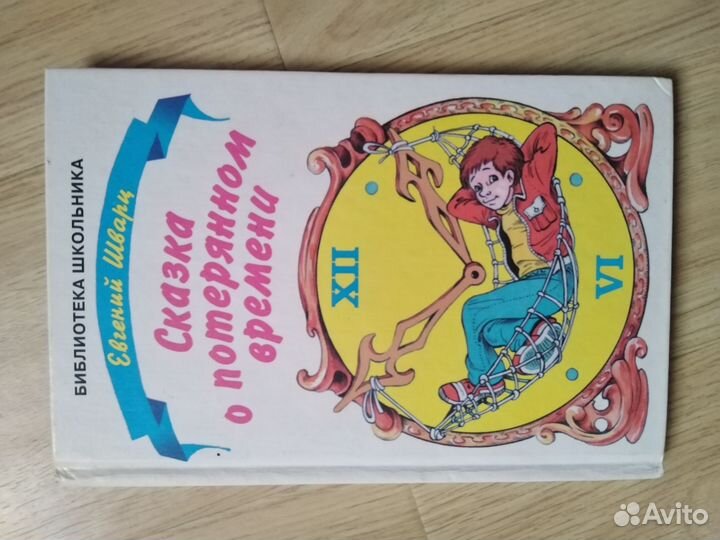 БИБЛИОТЕКА ШКОЛЬНИКА
Евгений Шварц
Сказка
о потерянном
времени
XII
VI
Avito